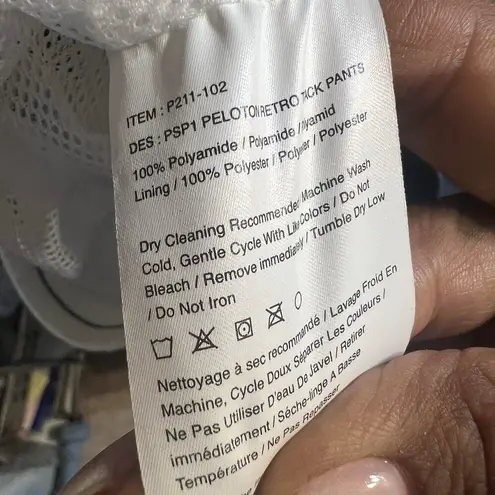 ITEM : P211-102
DES : PSP1 PELOTON RETRO TRACK PANTS
100% Polyamide / Polyamide / Polyamid
Lining / 100% Polyester / Polyester / Polyester
Dry Cleaning Recommended Machine Wash
Cold, Gentle Cycle With Like Colors / Do Not
Bleach / Remove immediately / Tumble Dry Low
/ Do Not Iron
Nettoyage à sec recommandé / Lavage Froid En
Machine, Cycle Doux Séparer Les Couleurs /
Ne Pas Utiliser D'eau De Javel / Retirer
immédiatement / Sèche-linge À Basse
Température / Ne Pas Repasser